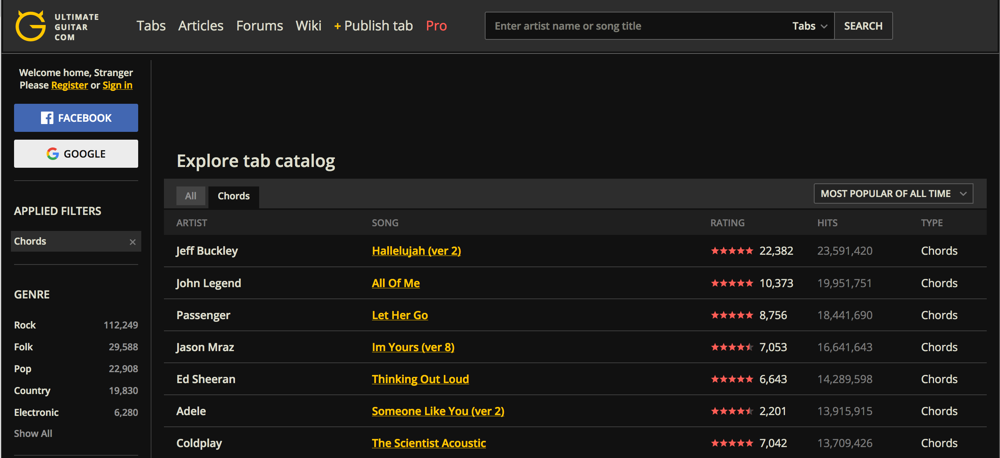 ULTIMATE
GUITAR
COM
Tabs Articles Forums Wiki + Publish tab Pro
Enter artist name or song title Tabs SEARCH
Welcome home, Stranger
Please Register or Sign in
FACEBOOK
GOOGLE
APPLIED FILTERS
Chords ×
GENRE
Rock 112,249
Folk 29,588
Pop 22,908
Country 19,830
Electronic 6,280
Show All
Explore tab catalog
All Chords MOST POPULAR OF ALL TIME
ARTIST SONG RATING HITS TYPE
Jeff Buckley Hallelujah (ver 2) 22,382 23,591,420 Chords
John Legend All Of Me 10,373 19,951,751 Chords
Passenger Let Her Go 8,756 18,441,690 Chords
Jason Mraz Im Yours (ver 8) 7,053 16,641,643 Chords
Ed Sheeran Thinking Out Loud 6,643 14,289,598 Chords
Adele Someone Like You (ver 2) 2,201 13,915,915 Chords
Coldplay The Scientist Acoustic 7,042 13,709,426 Chords